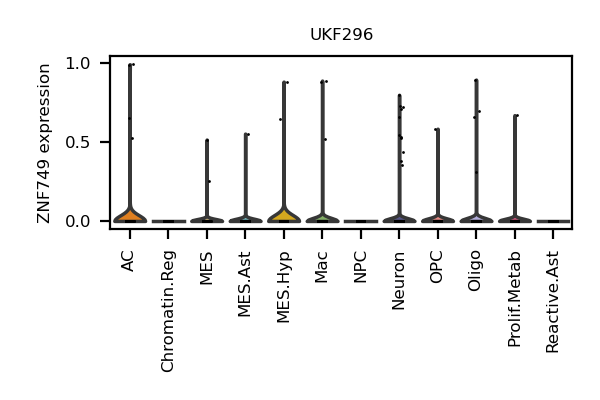 UKF296
ZNF749 expression
1.0
0.5
0.0
AC
Chromatin.Reg
MES
MES.Ast
MES.Hyp
Mac
NPC
Neuron
OPC
Oligo
Prolif.Metab
Reactive.Ast